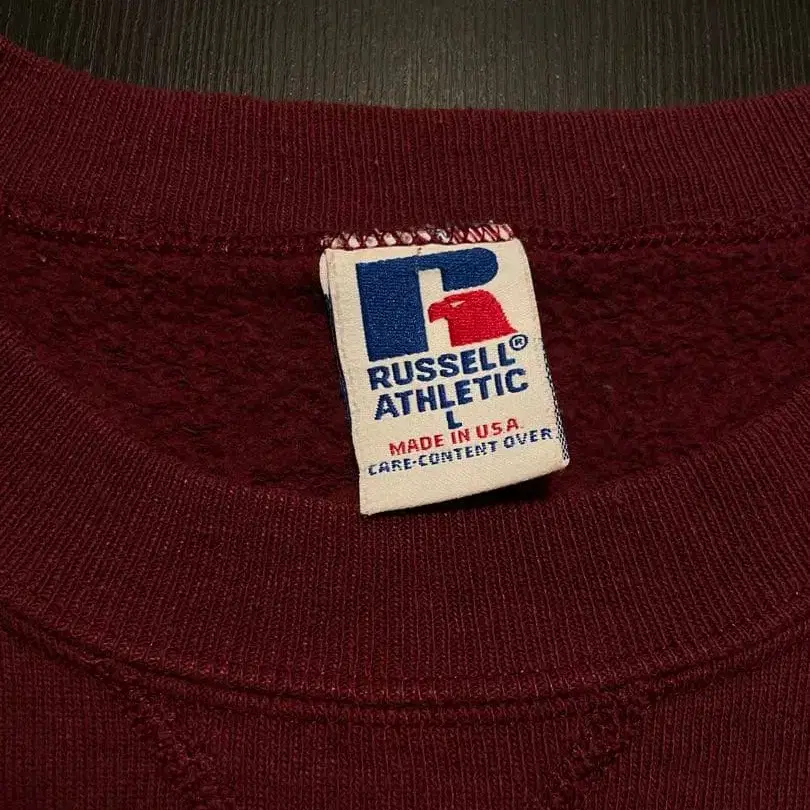 R
RUSSELL®
ATHLETIC
L
MADE IN U.S.A.
CARE-CONTENT OVER